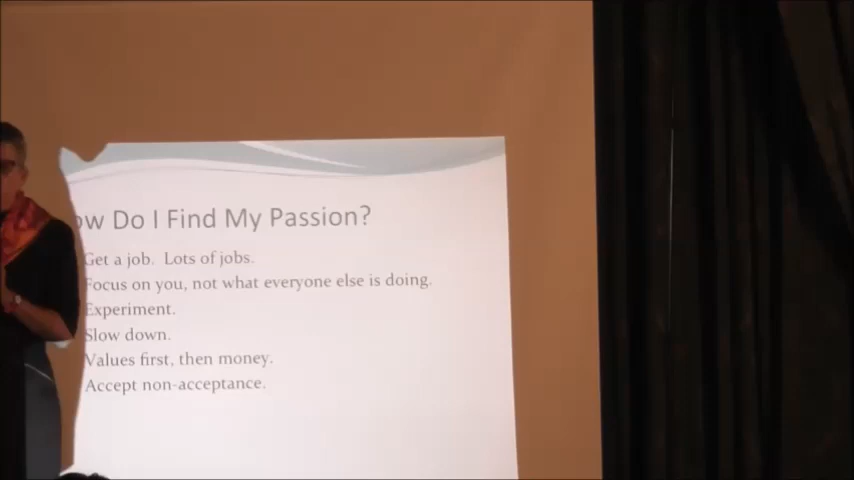 ow Do I Find My Passion?
Get a job. Lots of jobs.
Focus on you, not what everyone else is doing.
Experiment.
Slow down.
Values first, then money.
Accept non-acceptance.